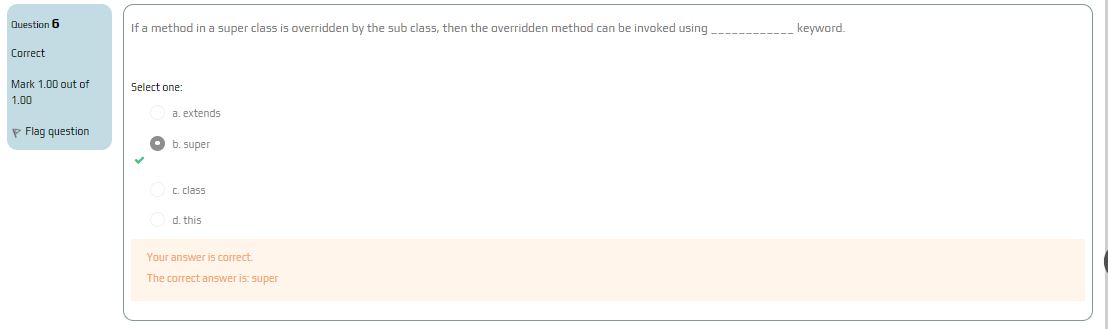 Question 6
Correct
Mark 1.00 out of
1.00
Flag question
If a method in a super class is overridden by the sub class, then the overridden method can be invoked using ____________ keyword.
Select one:
a. extends
b. super
c. class
d. this
Your answer is correct.
The correct answer is: super